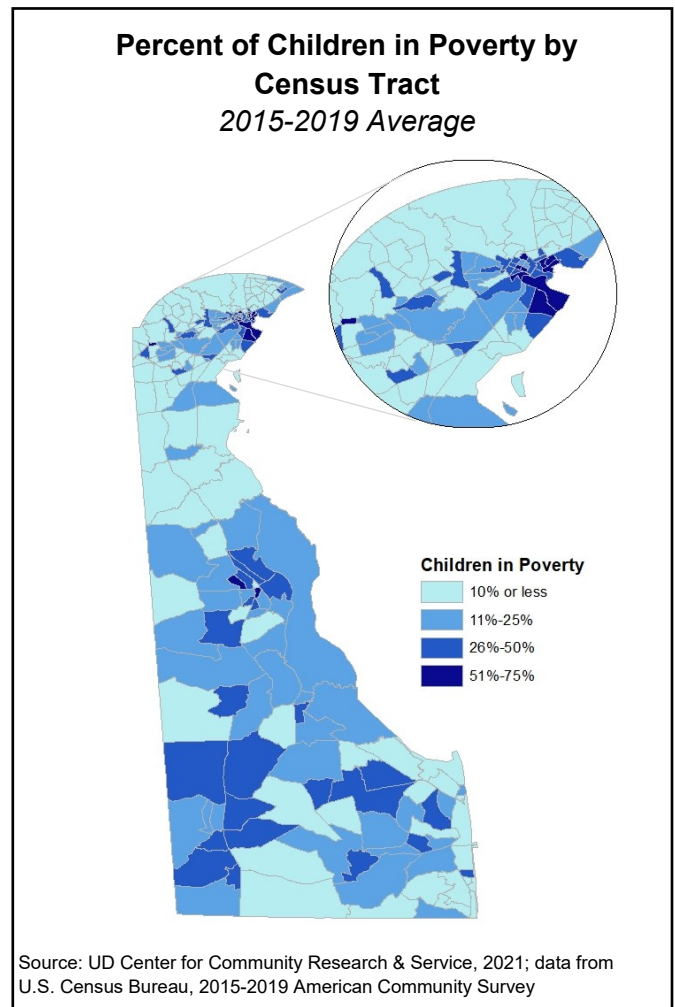 Percent of Children in Poverty by
Census Tract
2015-2019 Average
Children in Poverty
10% or less
11%-25%
26%-50%
51%-75%
Source: UD Center for Community Research & Service, 2021; data from
U.S. Census Bureau, 2015-2019 American Community Survey